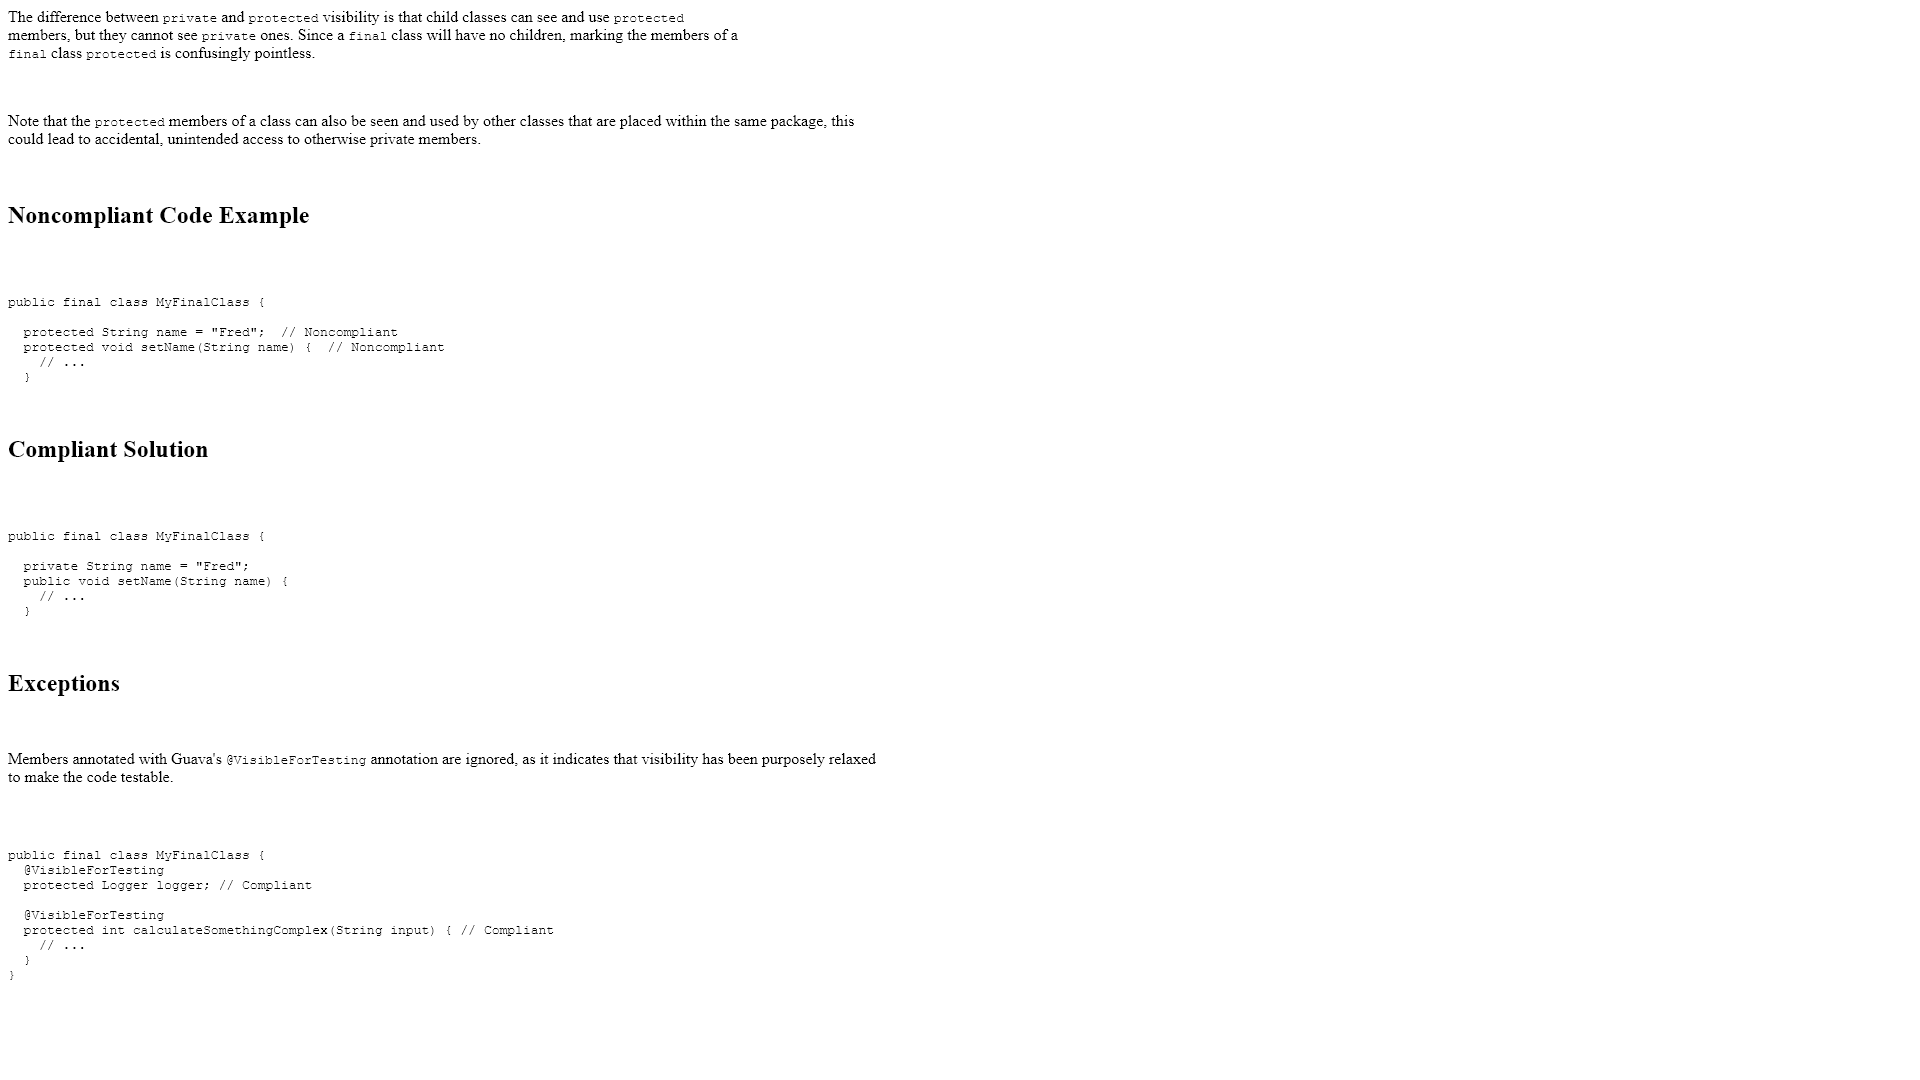 The difference between private and protected visibility is that child classes can see and use protected
members, but they cannot see private ones. Since a final class will have no children, marking the members of a
final class protected is confusingly pointless.
Note that the protected members of a class can also be seen and used by other classes that are placed within the same package, this
could lead to accidental, unintended access to otherwise private members.
Noncompliant Code Example
public final class MyFinalClass {
  protected String name = "Fred";  // Noncompliant
  protected void setName(String name) {  // Noncompliant
    // ...
  }
Compliant Solution
public final class MyFinalClass {
  private String name = "Fred";
  public void setName(String name) {
    // ...
  }
Exceptions
Members annotated with Guava's @VisibleForTesting annotation are ignored, as it indicates that visibility has been purposely relaxed
to make the code testable.
public final class MyFinalClass {
  @VisibleForTesting
  protected Logger logger; // Compliant
  @VisibleForTesting
  protected int calculateSomethingComplex(String input) { // Compliant
    // ...
  }
}